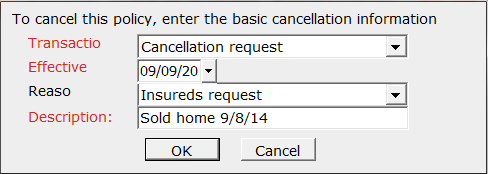 To cancel this policy, enter the basic cancellation information
Transactio Cancellation request
Effective 09/09/20
Reaso Insureds request
Description: Sold home 9/8/14
OK Cancel